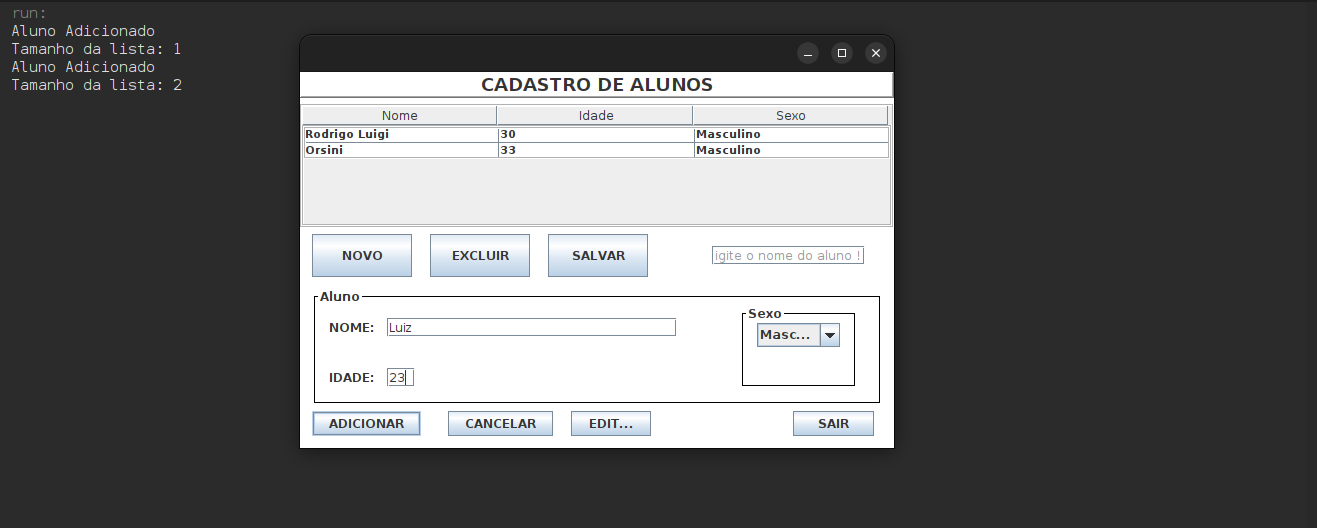 run:
Aluno Adicionado
Tamanho da lista: 1
Aluno Adicionado
Tamanho da lista: 2
CADASTRO DE ALUNOS
Nome Idade Sexo
Rodrigo Luigi 30 Masculino
Orsini 33 Masculino
NOVO EXCLUIR SALVAR igite o nome do aluno !
Aluno
Sexo
NOME: Luiz Masc...
IDADE: 23
ADICIONAR CANCELAR EDIT... SAIR